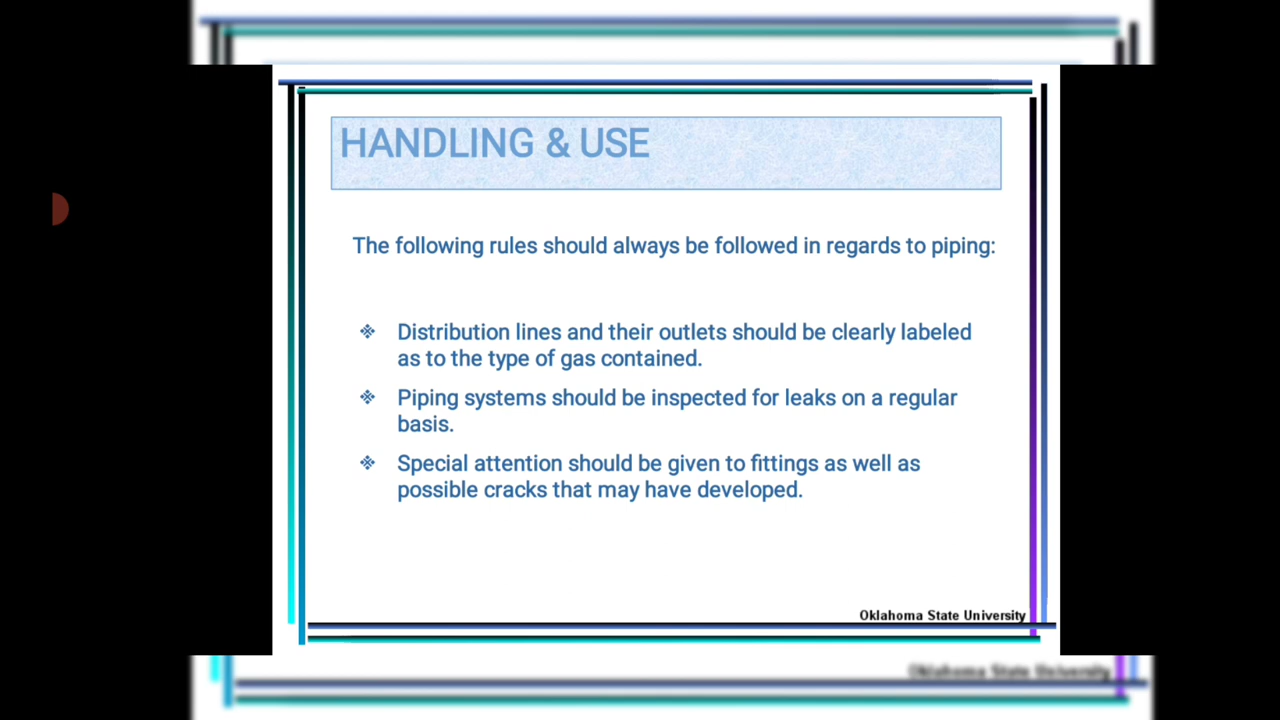 HANDLING & USE
The following rules should always be followed in regards to piping:
❖ Distribution lines and their outlets should be clearly labeled
as to the type of gas contained.
❖ Piping systems should be inspected for leaks on a regular
basis.
❖ Special attention should be given to fittings as well as
possible cracks that may have developed.
Oklahoma State University
Oklahoma State University